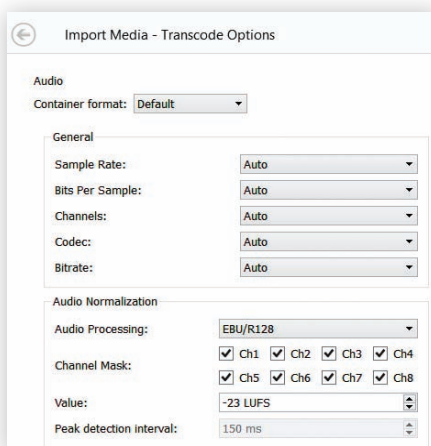 Import Media - Transcode Options
Audio
Container format: Default
General
Sample Rate: Auto
Bits Per Sample: Auto
Channels: Auto
Codec: Auto
Bitrate: Auto
Audio Normalization
Audio Processing: EBU/R128
Channel Mask: Ch1 Ch2 Ch3 Ch4
Ch5 Ch6 Ch7 Ch8
Value: -23 LUFS
Peak detection interval: 150 ms